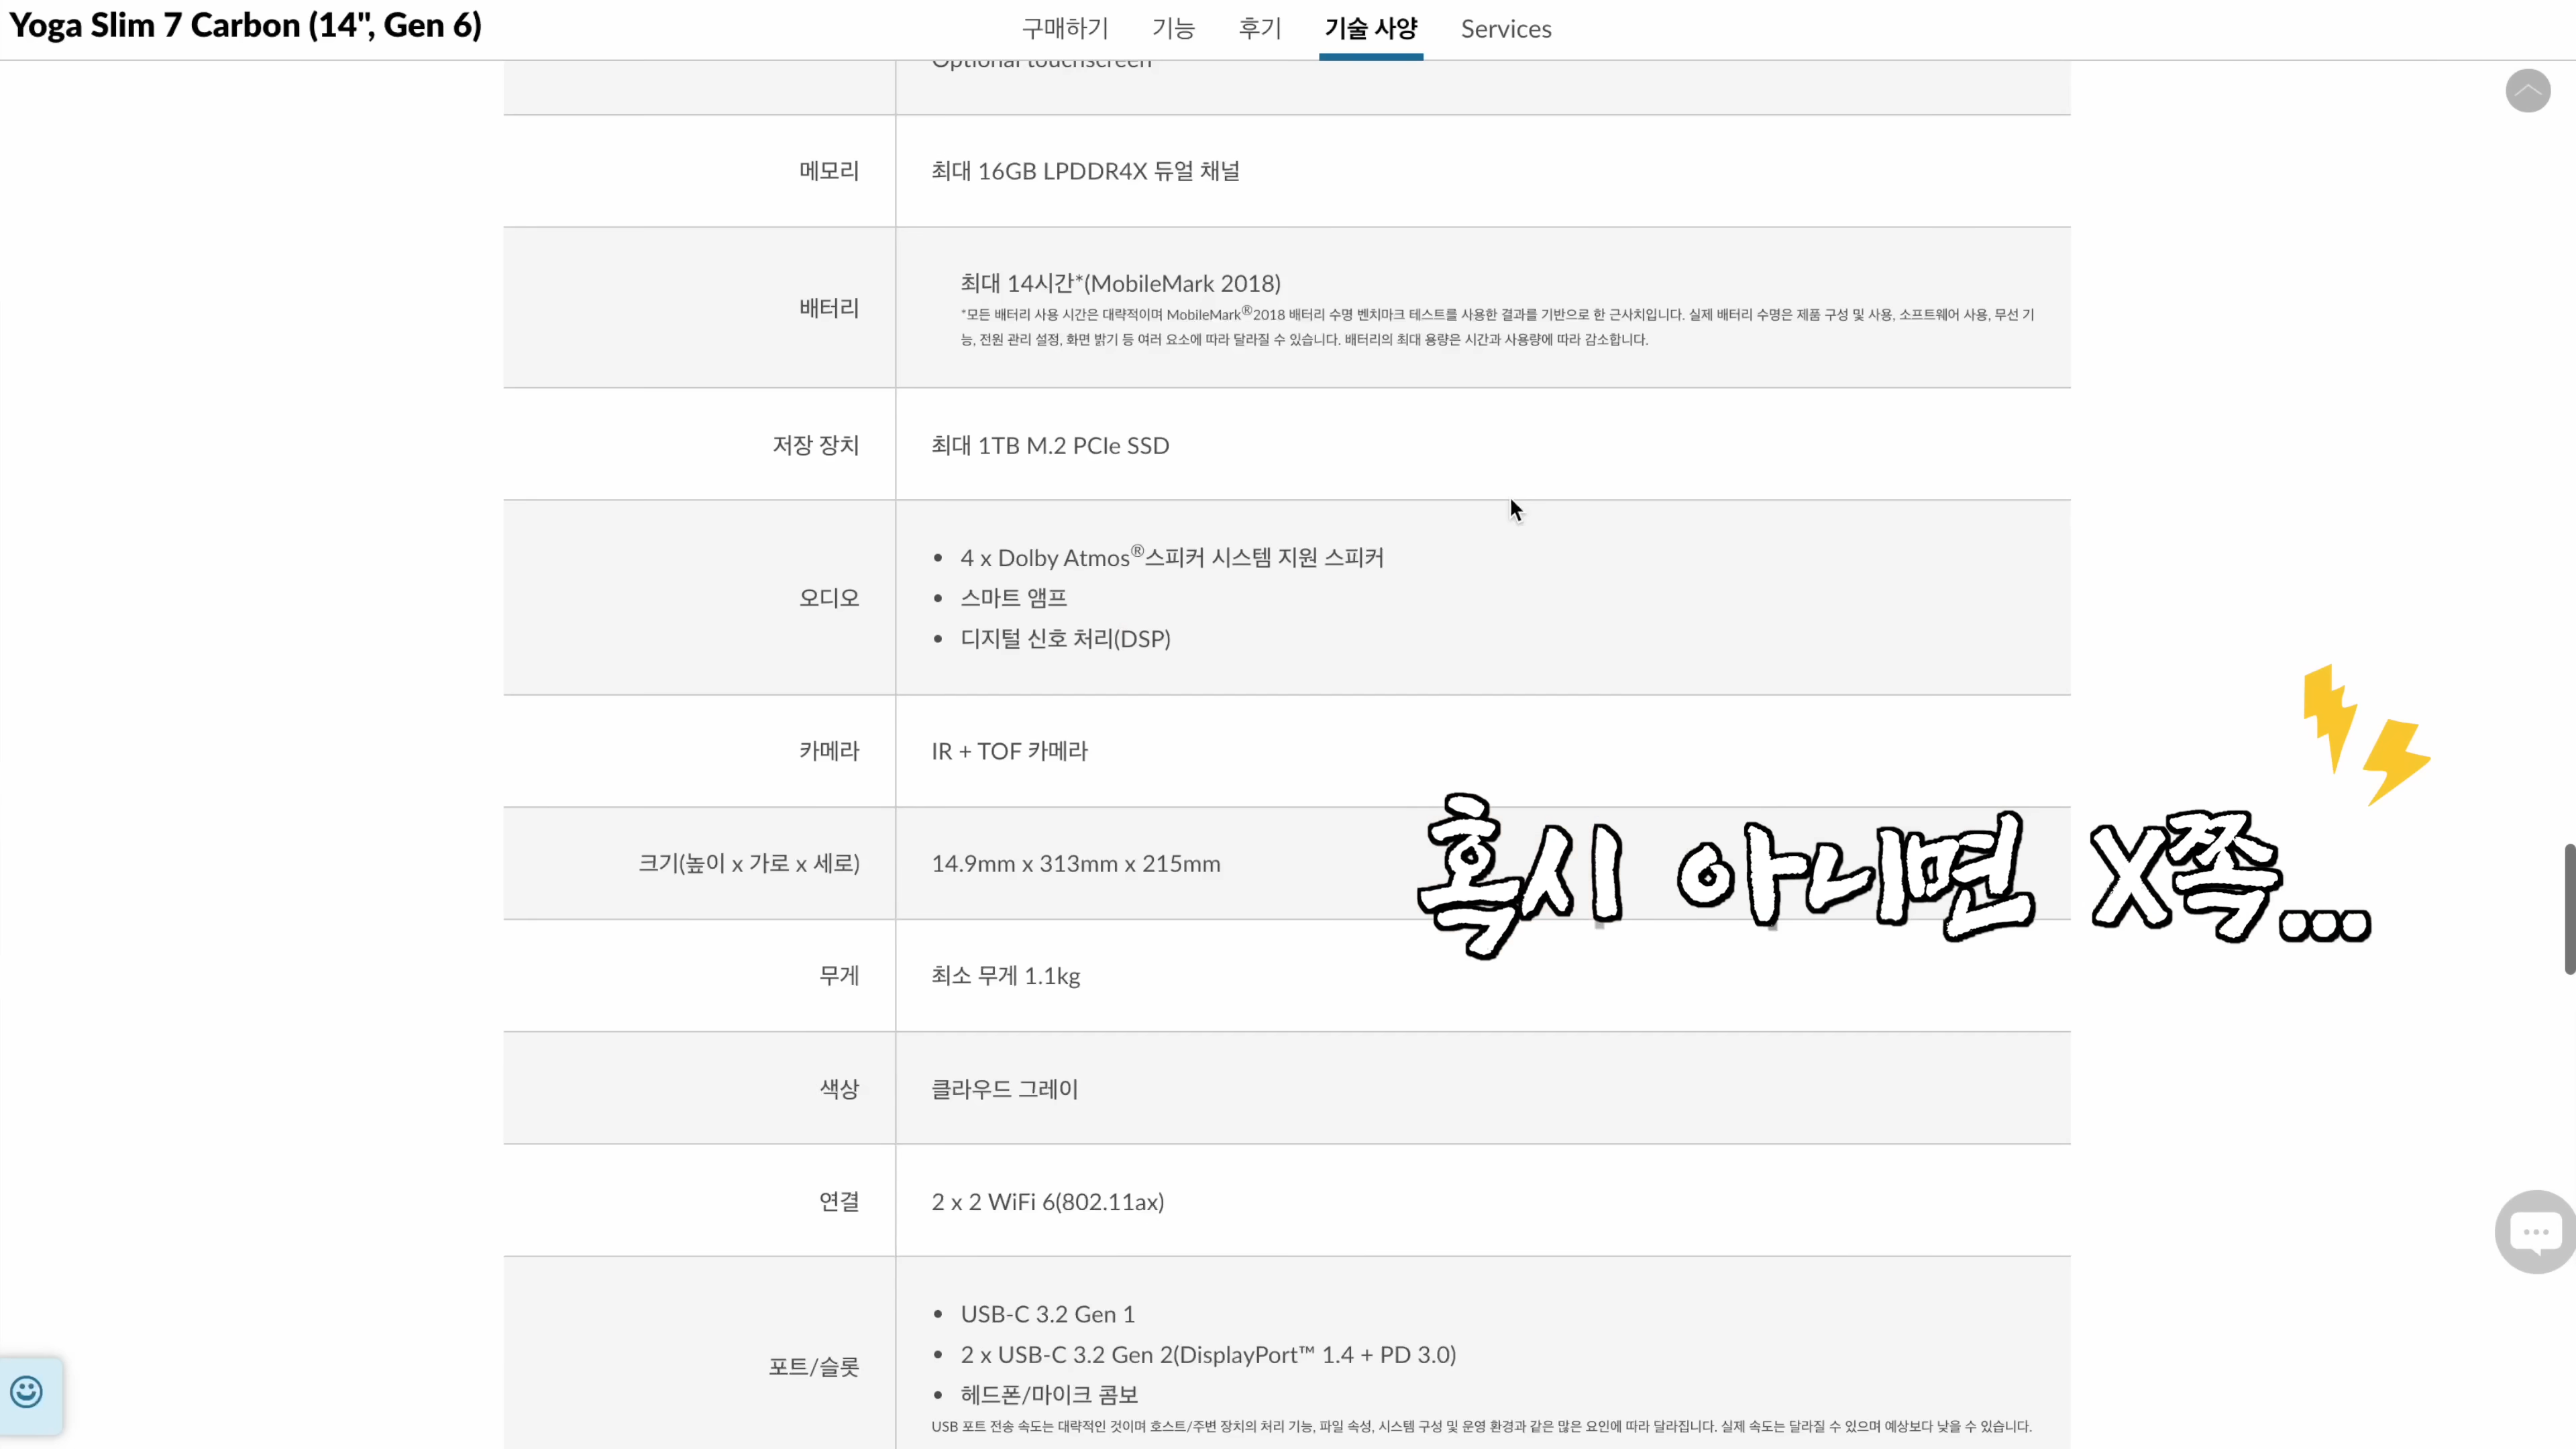 Yoga Slim 7 Carbon (14", Gen 6)
구매하기 기능 후기 기술 사양 Services
Optional touchscreen
메모리 최대 16GB LPDDR4X 듀얼 채널
배터리 최대 14시간*(MobileMark 2018)
*모든 배터리 사용 시간은 대략적이며 MobileMark®2018 배터리 수명 벤치마크 테스트를 사용한 결과를 기반으로 한 근사치입니다. 실제 배터리 수명은 제품 구성 및 사용, 소프트웨어 사용, 무선 기
능, 전원 관리 설정, 화면 밝기 등 여러 요소에 따라 달라질 수 있습니다. 배터리의 최대 용량은 시간과 사용량에 따라 감소합니다.
저장 장치 최대 1TB M.2 PCIe SSD
오디오
• 4 x Dolby Atmos®스피커 시스템 지원 스피커
• 스마트 앰프
• 디지털 신호 처리(DSP)
카메라 IR + TOF 카메라
크기(높이 x 가로 x 세로) 14.9mm x 313mm x 215mm
혹시 아니면 X쪽...
무게 최소 무게 1.1kg
색상 클라우드 그레이
연결 2 x 2 WiFi 6(802.11ax)
포트/슬롯
• USB-C 3.2 Gen 1
• 2 x USB-C 3.2 Gen 2(DisplayPort™ 1.4 + PD 3.0)
• 헤드폰/마이크 콤보
USB 포트 전송 속도는 대략적인 것이며 호스트/주변 장치의 처리 기능, 파일 속성, 시스템 구성 및 운영 환경과 같은 많은 요인에 따라 달라집니다. 실제 속도는 달라질 수 있으며 예상보다 낮을 수 있습니다.